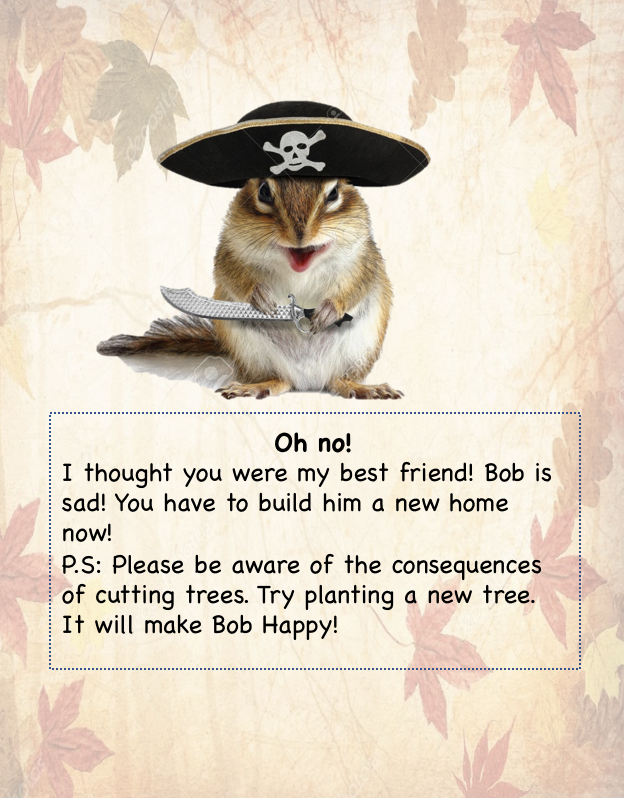 Oh no!
I thought you were my best friend! Bob is
sad! You have to build him a new home
now!
P.S: Please be aware of the consequences
of cutting trees. Try planting a new tree.
It will make Bob Happy!